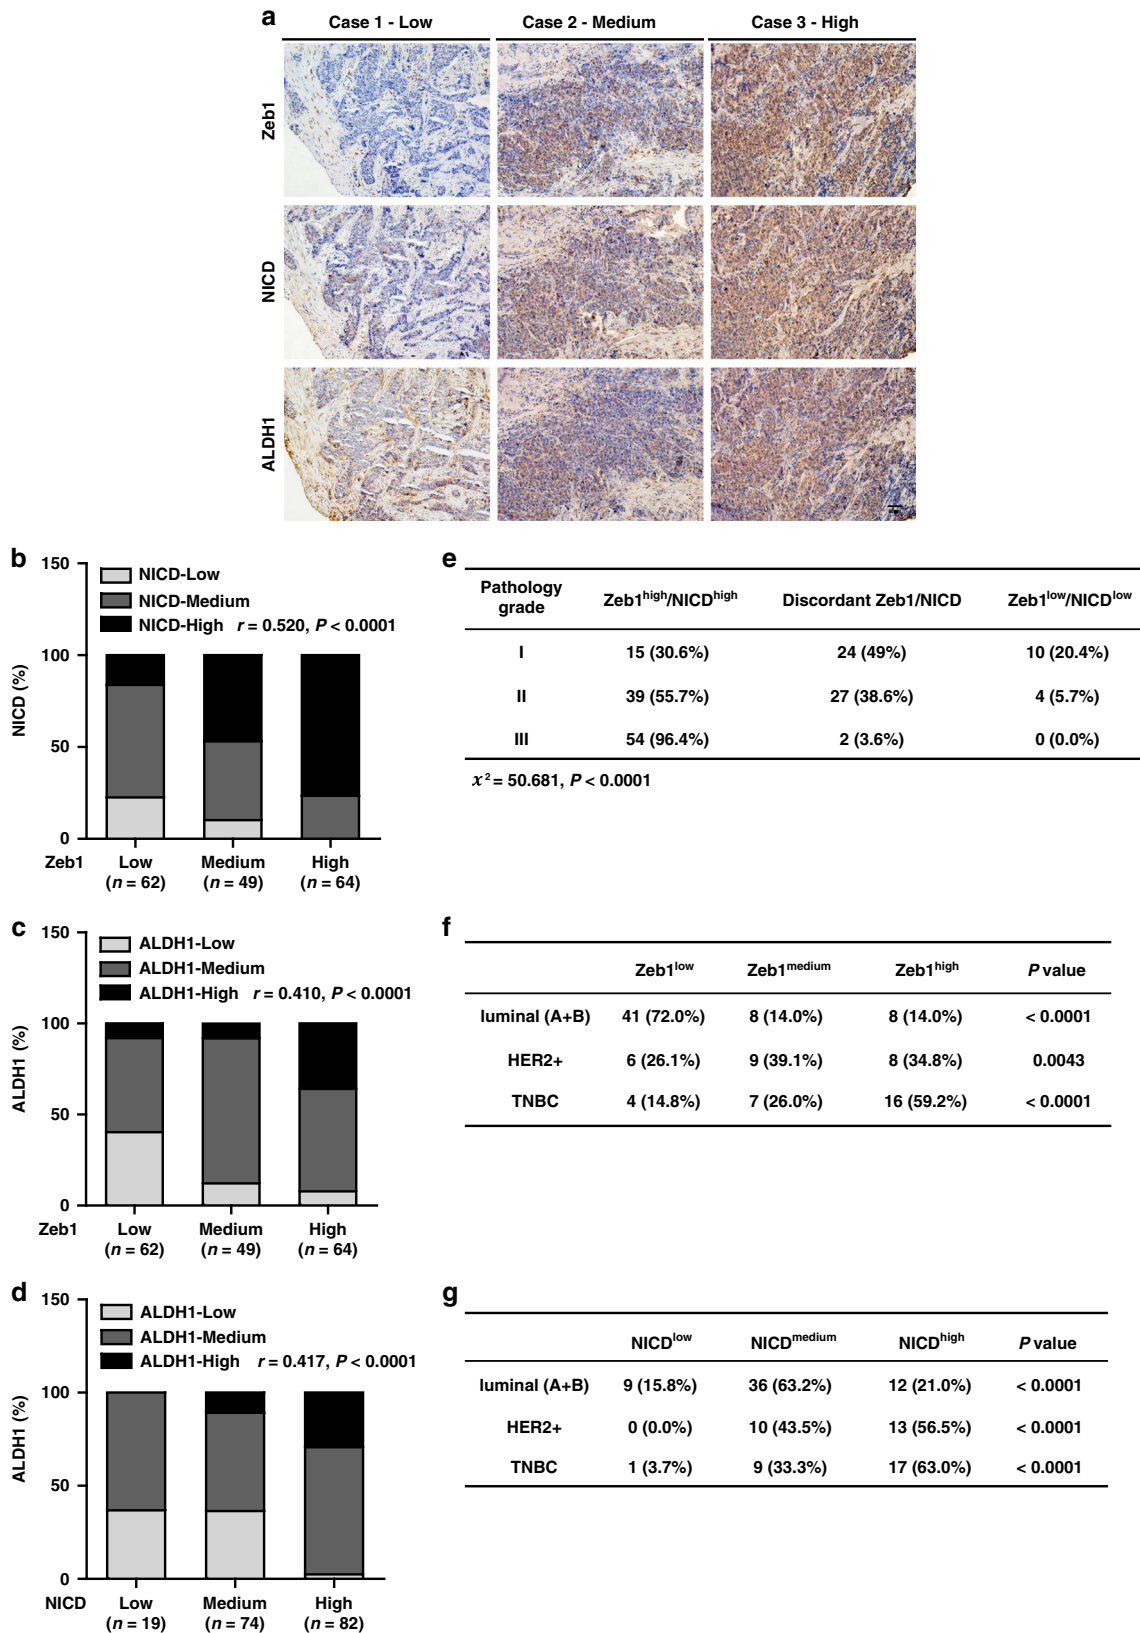 a
Case 1 - Low
Case 2 - Medium
Case 3 - High
Zeb1
NICD
ALDH1
b
150
100
50
0
NICD (%)
NICD-Low
NICD-Medium
NICD-High r = 0.520, P < 0.0001
Zeb1 Low Medium High
(n = 62) (n = 49) (n = 64)
c
150
100
50
0
ALDH1 (%)
ALDH1-Low
ALDH1-Medium
ALDH1-High r = 0.410, P < 0.0001
Zeb1 Low Medium High
(n = 62) (n = 49) (n = 64)
d
150
100
50
0
ALDH1 (%)
ALDH1-Low
ALDH1-Medium
ALDH1-High r = 0.417, P < 0.0001
NICD Low Medium High
(n = 19) (n = 74) (n = 82)
e
Pathology grade Zeb1high/NICDhigh Discordant Zeb1/NICD Zeb1low/NICDlow
I 15 (30.6%) 24 (49%) 10 (20.4%)
II 39 (55.7%) 27 (38.6%) 4 (5.7%)
III 54 (96.4%) 2 (3.6%) 0 (0.0%)
x² = 50.681, P < 0.0001
f
Zeb1low Zeb1medium Zeb1high P value
luminal (A+B) 41 (72.0%) 8 (14.0%) 8 (14.0%) < 0.0001
HER2+ 6 (26.1%) 9 (39.1%) 8 (34.8%) 0.0043
TNBC 4 (14.8%) 7 (26.0%) 16 (59.2%) < 0.0001
g
NICDlow NICDmedium NICDhigh P value
luminal (A+B) 9 (15.8%) 36 (63.2%) 12 (21.0%) < 0.0001
HER2+ 0 (0.0%) 10 (43.5%) 13 (56.5%) < 0.0001
TNBC 1 (3.7%) 9 (33.3%) 17 (63.0%) < 0.0001